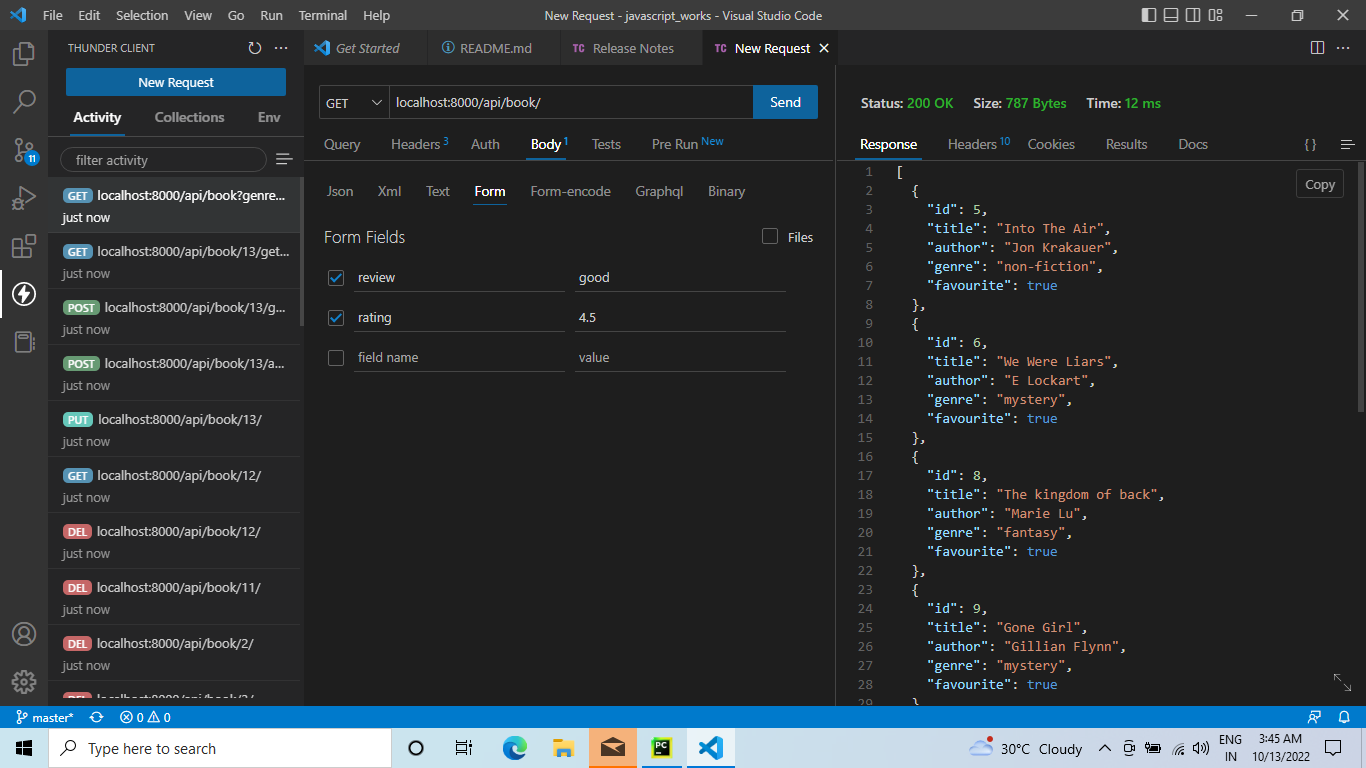 File Edit Selection View Go Run Terminal Help
New Request - javascript_works - Visual Studio Code
THUNDER CLIENT
New Request
Activity Collections Env
filter activity
GET localhost:8000/api/book?genre...
just now
GET localhost:8000/api/book/13/get...
just now
POST localhost:8000/api/book/13/g...
just now
POST localhost:8000/api/book/13/a...
just now
PUT localhost:8000/api/book/13/
just now
GET localhost:8000/api/book/12/
just now
DEL localhost:8000/api/book/12/
just now
DEL localhost:8000/api/book/11/
just now
DEL localhost:8000/api/book/2/
just now
11
Get Started README.md TC Release Notes TC New Request
GET localhost:8000/api/book/ Send
Query Headers 3 Auth Body 1 Tests Pre Run New
Json Xml Text Form Form-encode Graphql Binary
Form Fields Files
review good
rating 4.5
field name value
Status: 200 OK Size: 787 Bytes Time: 12 ms
Response Headers 10 Cookies Results Docs { }
Copy
1 [
2 {
3 "id": 5,
4 "title": "Into The Air",
5 "author": "Jon Krakauer",
6 "genre": "non-fiction",
7 "favourite": true
8 },
9 {
10 "id": 6,
11 "title": "We Were Liars",
12 "author": "E Lockart",
13 "genre": "mystery",
14 "favourite": true
15 },
16 {
17 "id": 8,
18 "title": "The kingdom of back",
19 "author": "Marie Lu",
20 "genre": "fantasy",
21 "favourite": true
22 },
23 {
24 "id": 9,
25 "title": "Gone Girl",
26 "author": "Gillian Flynn",
27 "genre": "mystery",
28 "favourite": true
29 }
master* 0 0
Type here to search
PC
30°C Cloudy
ENG
IN
3:45 AM
10/13/2022